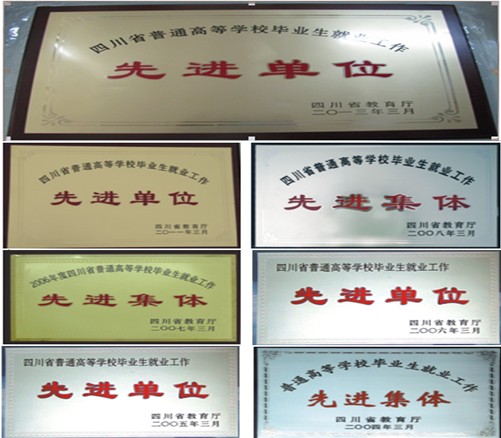 四川省普通高等学校毕业生就业工作
先进单位
四川省教育厅
二〇一三年三月
四川省普通高等学校毕业生就业工作
先进单位
四川省教育厅
二〇一一年三月
四川省普通高等学校毕业生就业工作
先进集体
四川省教育厅
二〇〇八年三月
2006年度四川省普通高等学校毕业生就业工作
先进集体
四川省教育厅
二〇〇七年三月
四川省普通高等学校毕业生就业工作
先进单位
四川省教育厅
二〇〇六年三月
四川省普通高等学校毕业生就业工作
先进单位
四川省教育厅
二〇〇五年三月
普通高等学校毕业生就业工作
先进集体
四川省教育厅
二〇〇四年三月